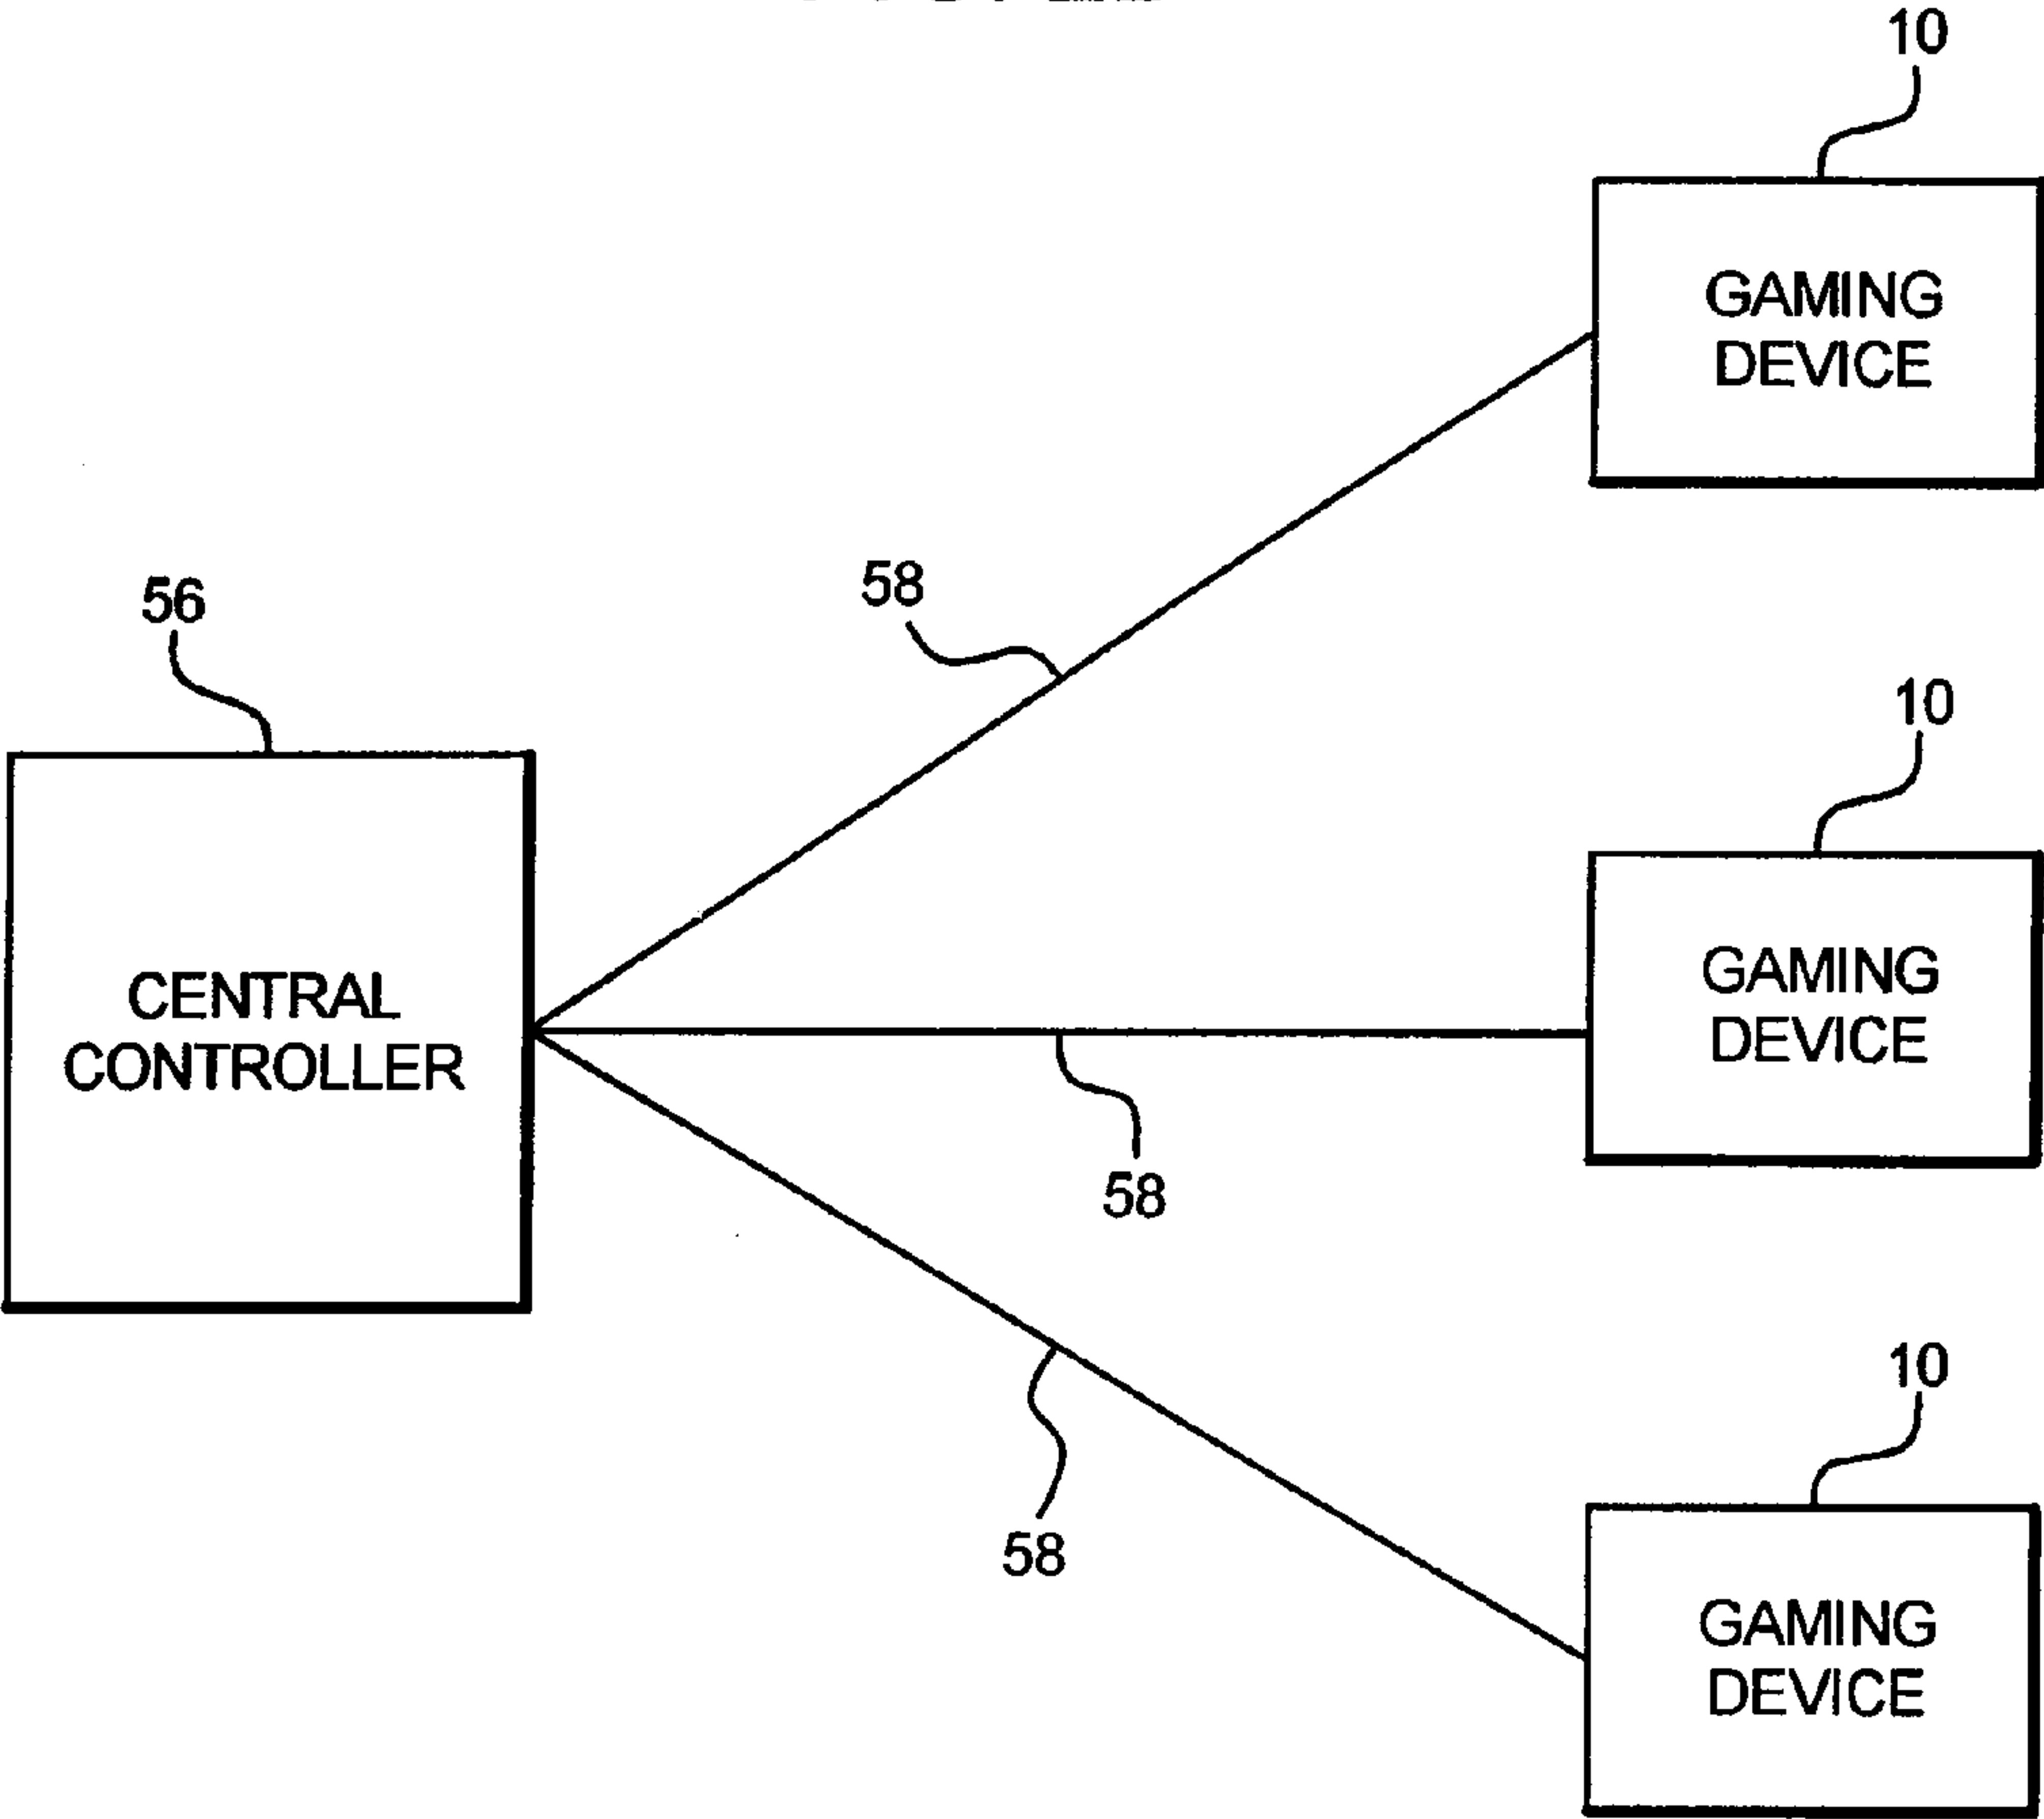 10
GAMING
DEVICE
58
56
10
CENTRAL
CONTROLLER
GAMING
DEVICE
58
10
58
GAMING
DEVICE